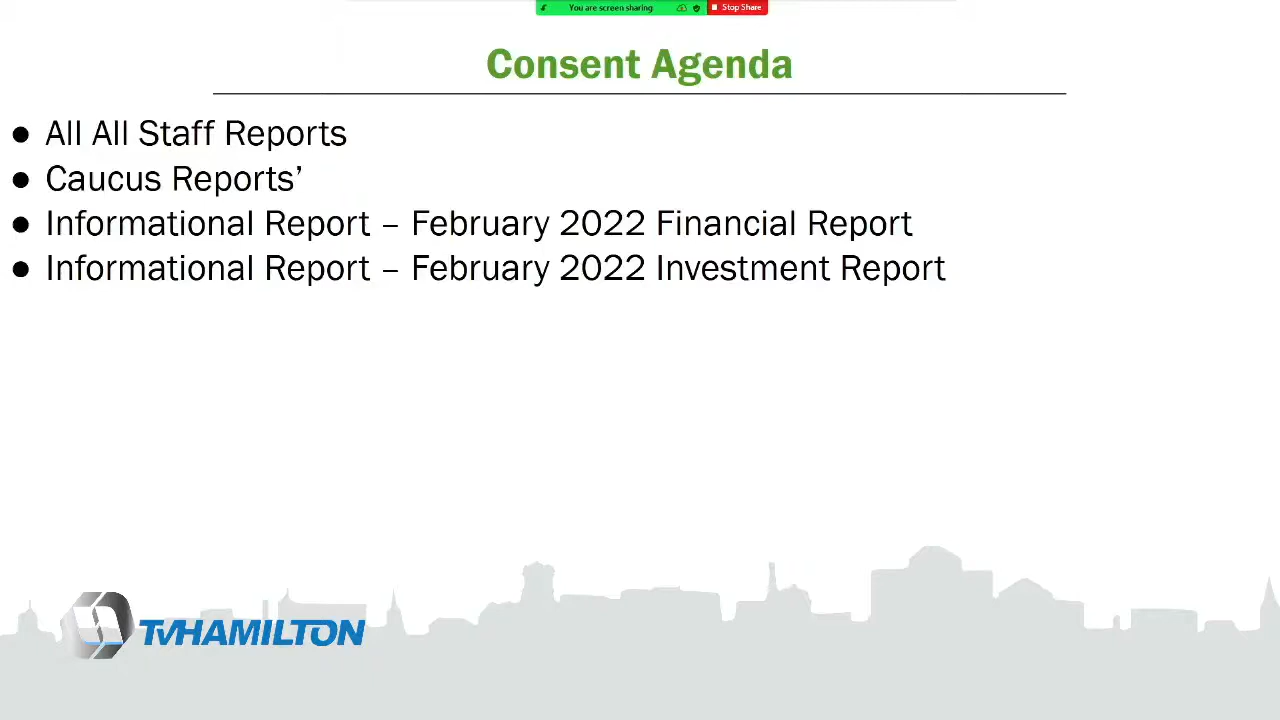 You are screen sharing Stop Share
Consent Agenda
● All All Staff Reports
● Caucus Reports’
● Informational Report – February 2022 Financial Report
● Informational Report – February 2022 Investment Report
TVHAMILTON